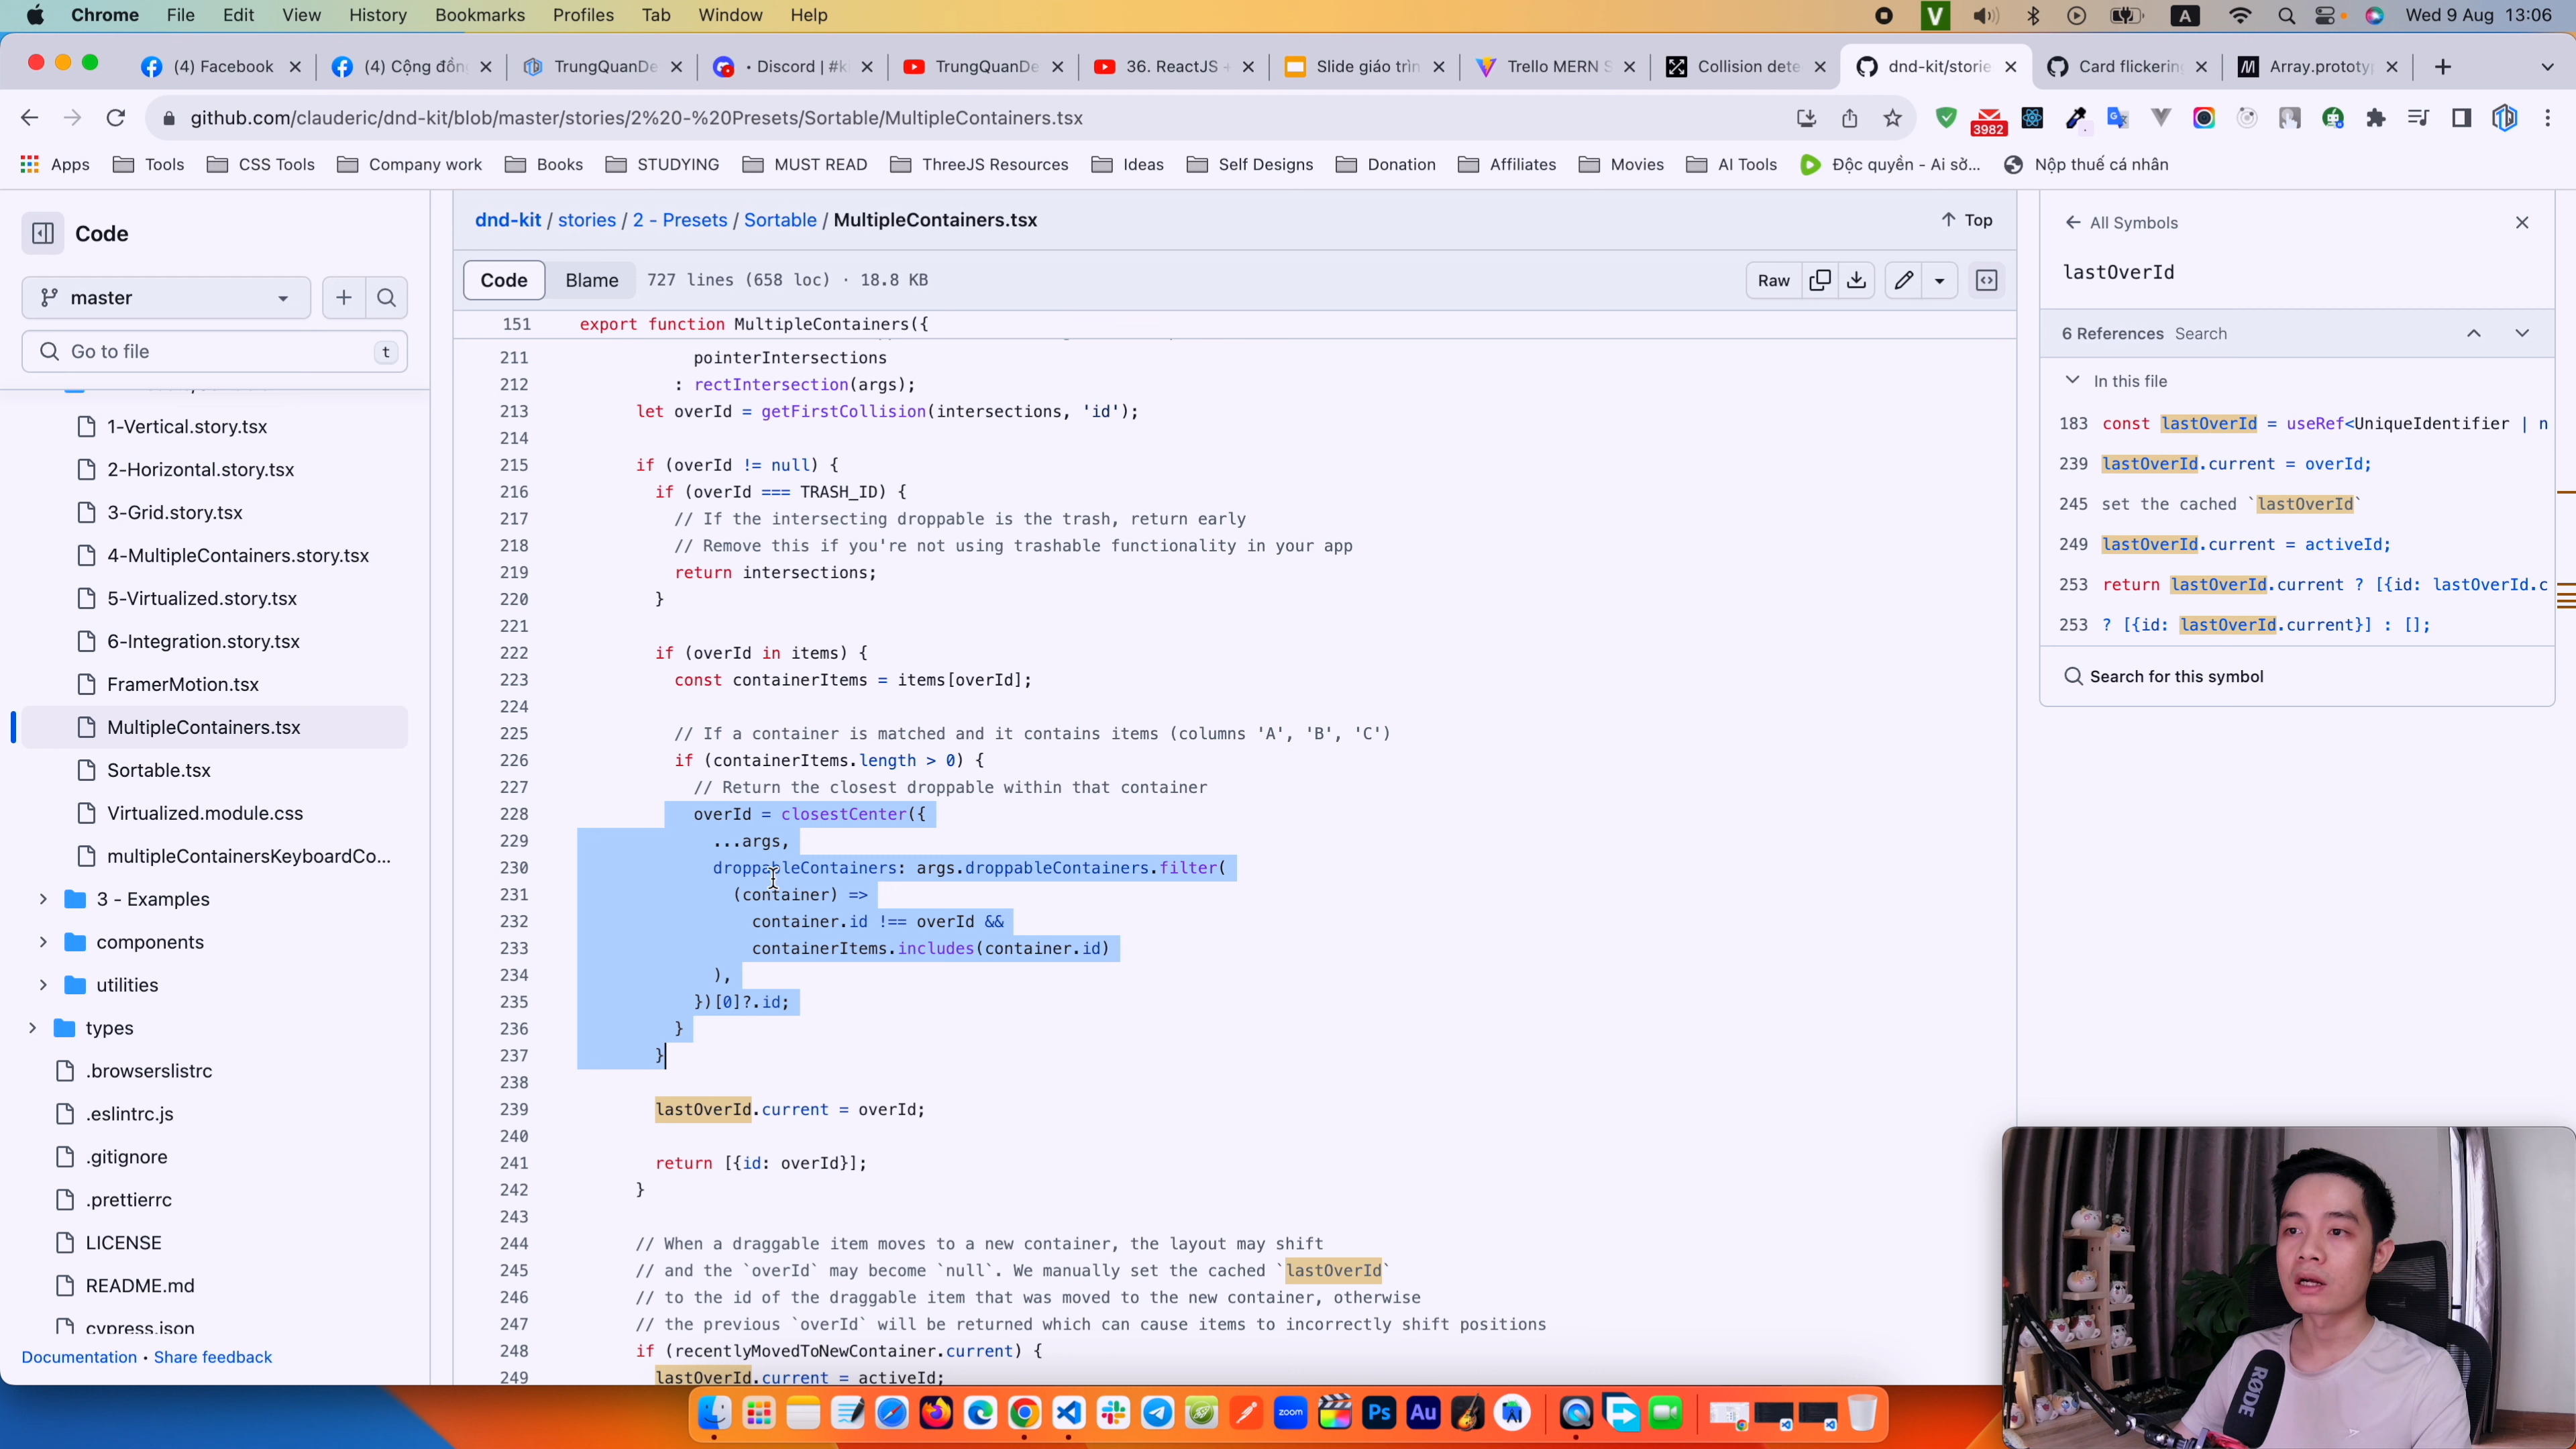 Chrome File Edit View History Bookmarks Profiles Tab Window Help
V A Wed 9 Aug 13:06
(4) Facebook
(4) Cộng đồn
TrungQuanDe
• Discord | #k
TrungQuanDe
36. ReactJS
Slide giáo trìn
Trello MERN S
Collision dete
dnd-kit/storie
Card flickerin
Array.prototy
github.com/clauderic/dnd-kit/blob/master/stories/2%20-%20Presets/Sortable/MultipleContainers.tsx
3982
Apps Tools CSS Tools Company work Books STUDYING MUST READ ThreeJS Resources Ideas Self Designs Donation Affiliates Movies AI Tools Độc quyền - Ai sở... Nộp thuế cá nhân
Code
master
Go to file t
1-Vertical.story.tsx
2-Horizontal.story.tsx
3-Grid.story.tsx
4-MultipleContainers.story.tsx
5-Virtualized.story.tsx
6-Integration.story.tsx
FramerMotion.tsx
MultipleContainers.tsx
Sortable.tsx
Virtualized.module.css
multipleContainersKeyboardCo...
3 - Examples
components
utilities
types
.browserslistrc
.eslintrc.js
.gitignore
.prettierrc
LICENSE
README.md
cypress.json
Documentation • Share feedback
dnd-kit / stories / 2 - Presets / Sortable / MultipleContainers.tsx
Top
Code Blame 727 lines (658 loc) · 18.8 KB
Raw
151 export function MultipleContainers({
211 pointerIntersections
212 : rectIntersection(args);
213 let overId = getFirstCollision(intersections, 'id');
214
215 if (overId != null) {
216 if (overId === TRASH_ID) {
217 // If the intersecting droppable is the trash, return early
218 // Remove this if you're not using trashable functionality in your app
219 return intersections;
220 }
221
222 if (overId in items) {
223 const containerItems = items[overId];
224
225 // If a container is matched and it contains items (columns 'A', 'B', 'C')
226 if (containerItems.length > 0) {
227 // Return the closest droppable within that container
228 overId = closestCenter({
229 ...args,
230 droppableContainers: args.droppableContainers.filter(
231 (container) =>
232 container.id !== overId &&
233 containerItems.includes(container.id)
234 ),
235 })[0]?.id;
236 }
237 }
238
239 lastOverId.current = overId;
240
241 return [{id: overId}];
242 }
243
244 // When a draggable item moves to a new container, the layout may shift
245 // and the `overId` may become `null`. We manually set the cached `lastOverId`
246 // to the id of the draggable item that was moved to the new container, otherwise
247 // the previous `overId` will be returned which can cause items to incorrectly shift positions
248 if (recentlyMovedToNewContainer.current) {
249 lastOverId.current = activeId;
All Symbols
lastOverId
6 References Search
In this file
183 const lastOverId = useRef<UniqueIdentifier | n
239 lastOverId.current = overId;
245 set the cached `lastOverId`
249 lastOverId.current = activeId;
253 return lastOverId.current ? [{id: lastOverId.c
253 ? [{id: lastOverId.current}] : [];
Search for this symbol
RØDE
zoom Ps Au